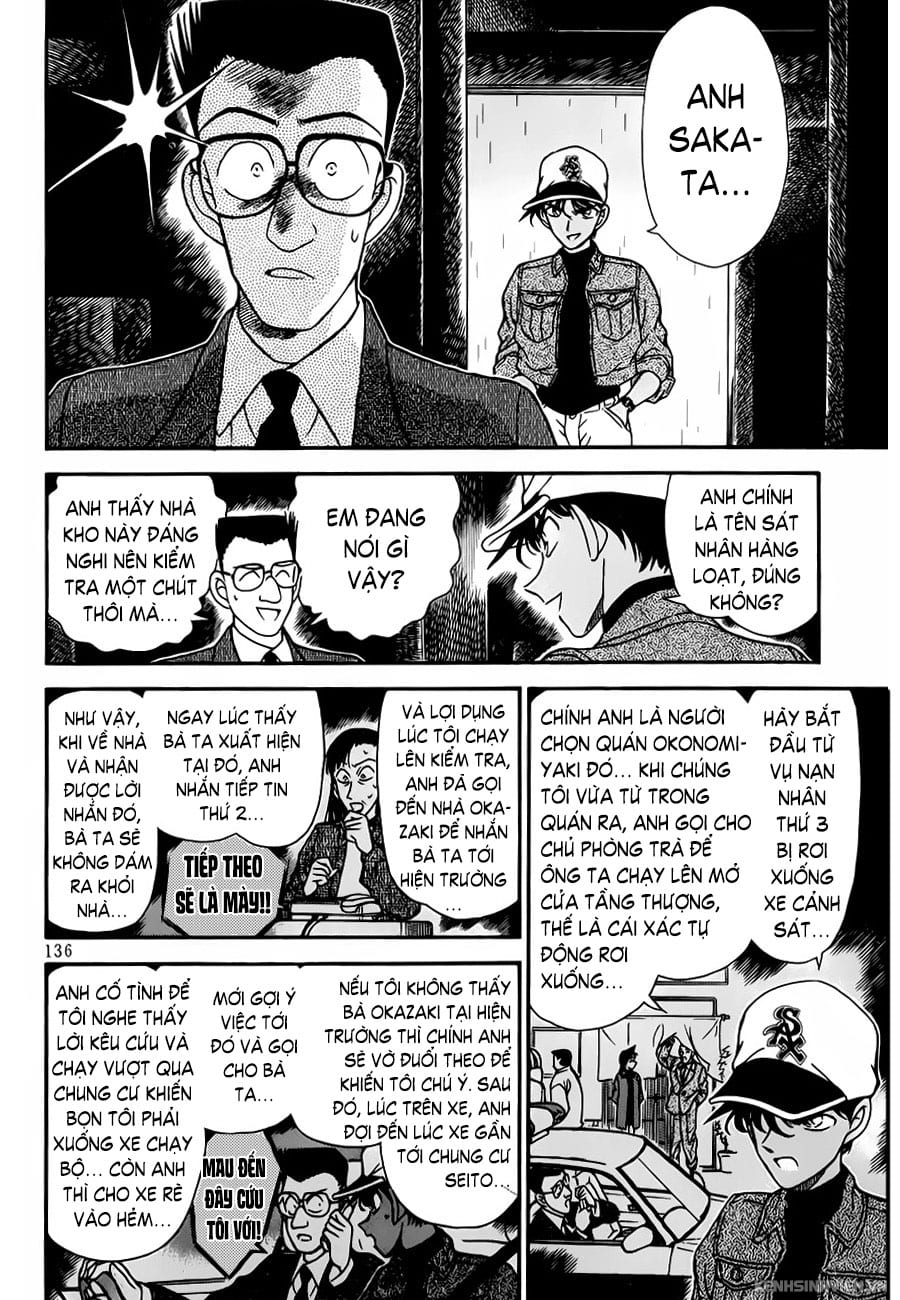 ANH
SAKA-
TA...
ANH CHÍNH
LÀ TÊN SÁT
NHÂN HÀNG
LOẠT, ĐÚNG
KHÔNG?
EM ĐANG
NÓI GÌ
VẬY?
ANH THẤY NHÀ
KHO NÀY ĐÁNG
NGHI NÊN KIỂM
TRA MỘT CHÚT
THÔI MÀ...
HÃY BẮT
ĐẦU TỪ
VỤ NẠN
NHÂN
THỨ 3
BỊ RƠI
XUỐNG
XE CẢNH
SÁT...
CHÍNH ANH LÀ NGƯỜI
CHỌN QUÁN OKONOMI-
YAKI ĐÓ... KHI CHÚNG
TÔI VỪA TỪ TRONG
QUÁN RA, ANH GỌI CHO
CHỦ PHÒNG TRÀ ĐỂ
ÔNG TA CHẠY LÊN MỞ
CỬA TẦNG THƯỢNG,
THẾ LÀ CÁI XÁC TỰ
ĐỘNG RƠI
XUỐNG.
VÀ LỢI DỤNG
LÚC TÔI CHẠY
LÊN KIỂM TRA,
ANH ĐÃ GỌI
ĐẾN NHÀ OKA-
ZAKI ĐỂ NHẮN
BÀ TA TỚI
HIỆN TRƯỜNG
...
NGAY LÚC THẤY
BÀ TA XUẤT HIỆN
TẠI ĐÓ, ANH
NHẮN TIẾP TIN
THỨ 2...
TIẾP THEO
SẼ LÀ MÀY!!
NHƯ VẬY,
KHI VỀ NHÀ
VÀ NHẬN
ĐƯỢC LỜI
NHẮN ĐÓ,
BÀ TA SẼ
KHÔNG DÁM
RA KHỎI
NHÀ...
136
NẾU TÔI KHÔNG THẤY
BÀ OKAZAKI TẠI HIỆN
TRƯỜNG THÌ CHÍNH ANH
SẼ VỜ ĐUỔI THEO ĐỂ
KHIẾN TÔI CHÚ Ý. SAU
ĐÓ, LÚC TRÊN XE, ANH
ĐỢI ĐẾN LÚC XE GẦN
TỚI CHUNG CƯ
SEITO...
MỚI GỢI Ý
VIỆC TỚI
ĐÓ VÀ GỌI
CHO BÀ
TA...
MAU ĐẾN
ĐÂY CỨU
TÔI VỚI!!
ANH CỐ TÌNH ĐỂ
TÔI NGHE THẤY
LỜI KÊU CỨU VÀ
CHẠY VƯỢT QUA
CHUNG CƯ KHIẾN
BỌN TÔI PHẢI
XUỐNG XE CHẠY
BỘ... CÒN ANH
THÌ CHO XE RẼ
VÀO HẺM.
SAX